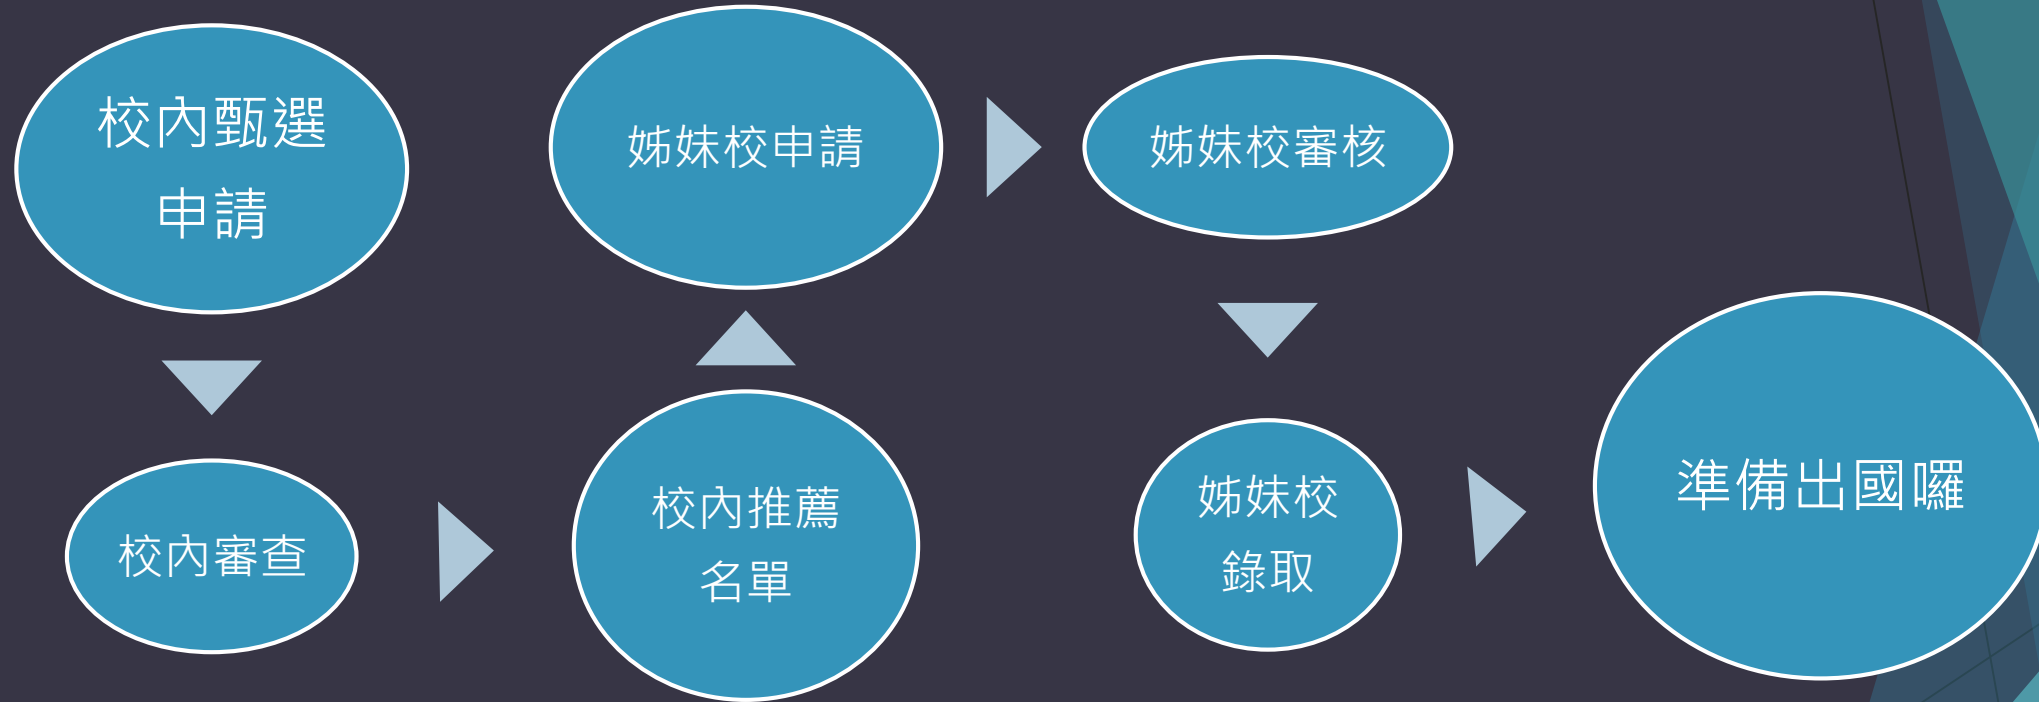 校內甄選
申請
校內審查
校內推薦
名單
姊妹校申請
姊妹校審核
姊妹校
錄取
準備出國囉